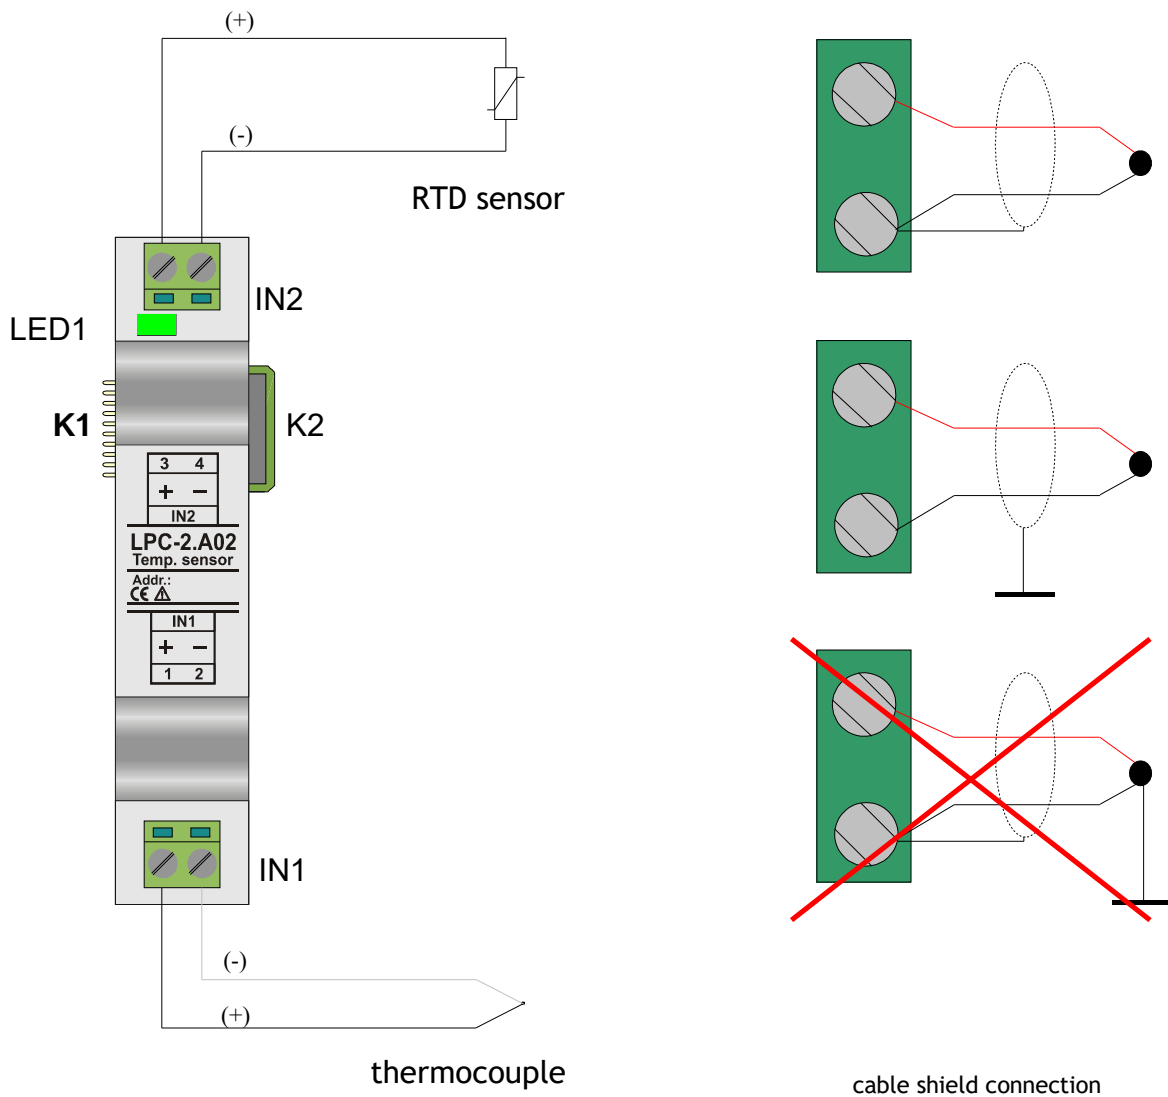 (+)
(-)
RTD sensor
IN2
LED1
K1
K2
3 4
+ −
IN2
LPC-2.A02
Temp. sensor
Addr.:
CE
IN1
+ −
1 2
IN1
(-)
(+)
thermocouple
cable shield connection